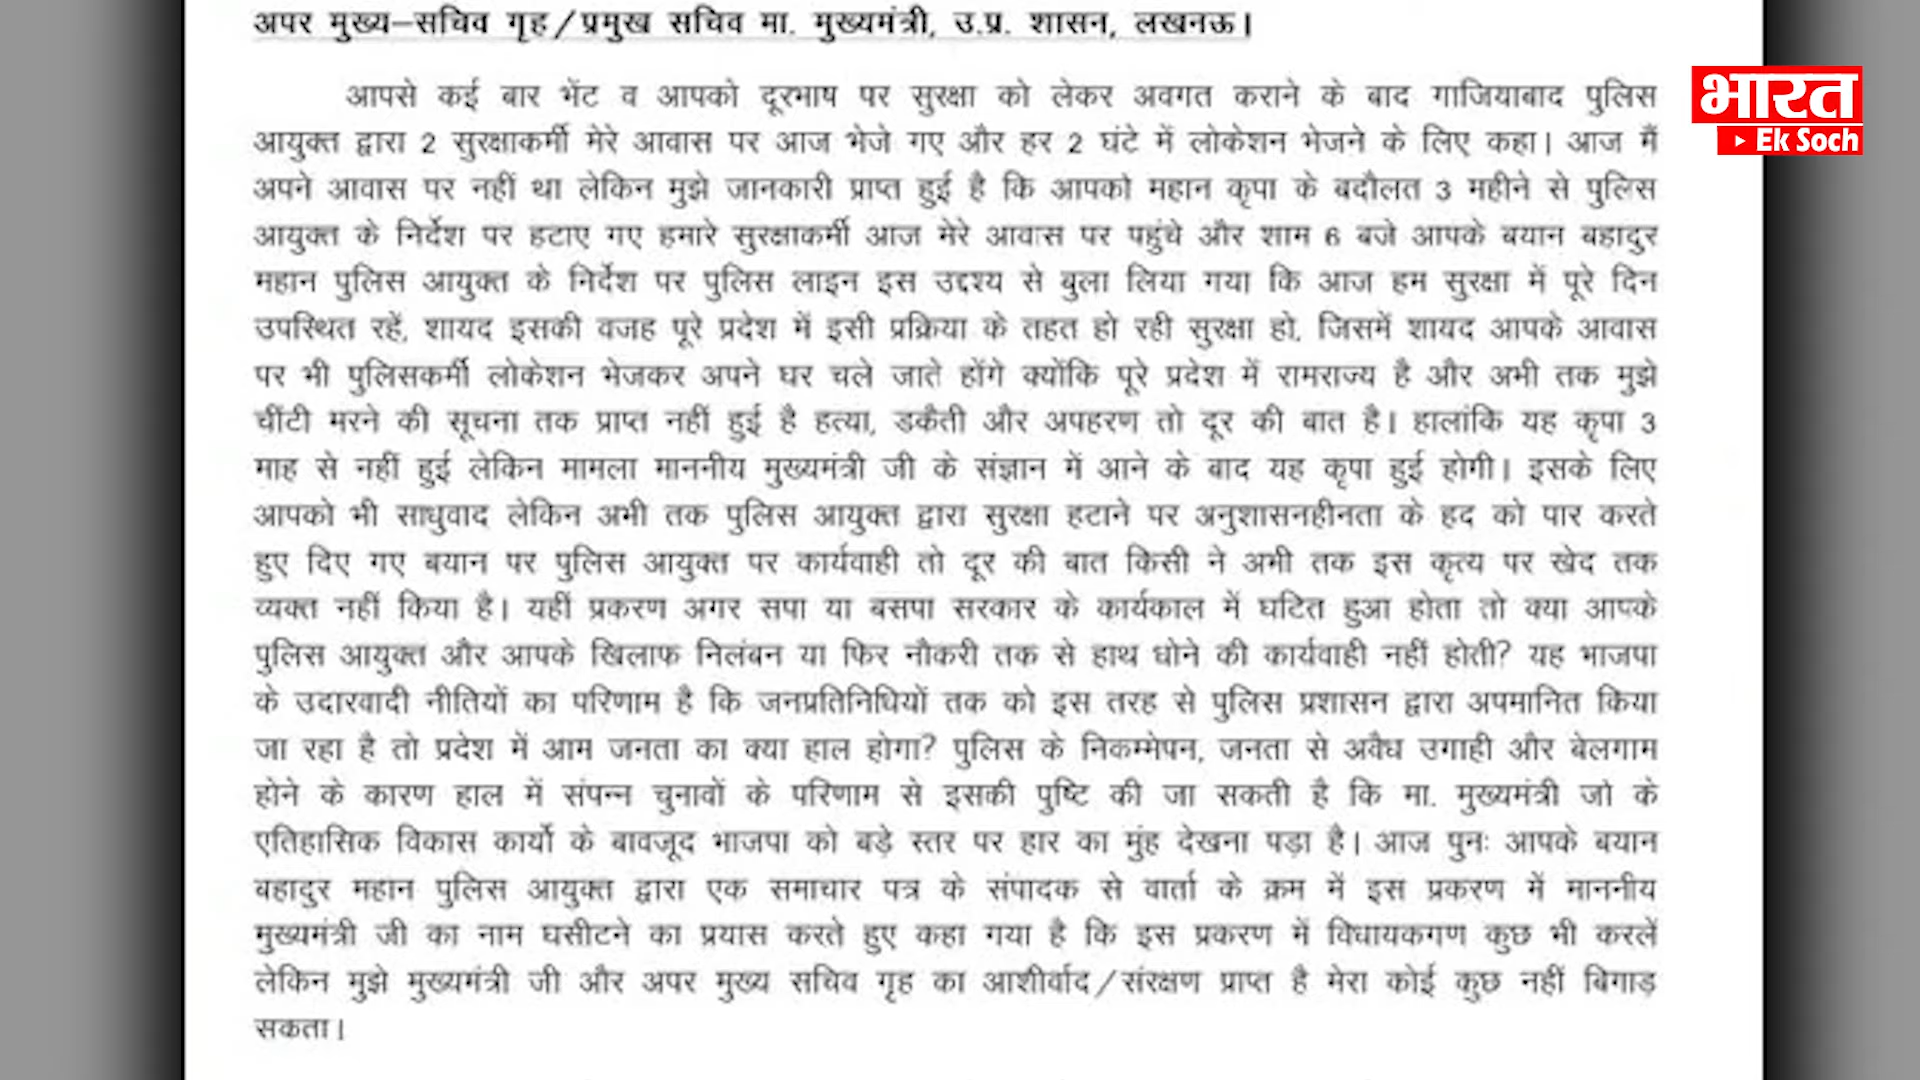 अपर मुख्य–सचिव गृह/प्रमुख सचिव मा. मुख्यमंत्री, उ.प्र. शासन, लखनऊ।
भारत
Ek Soch
आपसे कई बार भेंट व आपको दूरभाष पर सुरक्षा को लेकर अवगत कराने के बाद गाजियाबाद पुलिस
आयुक्त द्वारा 2 सुरक्षाकर्मी मेरे आवास पर आज भेजे गए और हर 2 घंटे में लोकेशन भेजने के लिए कहा। आज मैं
अपने आवास पर नहीं था लेकिन मुझे जानकारी प्राप्त हुई है कि आपको महान कृपा के बदौलत 3 महीने से पुलिस
आयुक्त के निर्देश पर हटाए गए हमारे सुरक्षाकर्मी आज मेरे आवास पर पहुंचे और शाम 6 बजे आपके बयान बहादुर
महान पुलिस आयुक्त के निर्देश पर पुलिस लाइन इस उद्दश्य से बुला लिया गया कि आज हम सुरक्षा में पूरे दिन
उपस्थित रहें, शायद इसकी वजह पूरे प्रदेश में इसी प्रक्रिया के तहत हो रही सुरक्षा हो, जिसमें शायद आपके आवास
पर भी पुलिसकर्मी लोकेशन भेजकर अपने घर चले जाते होंगे क्योंकि पूरे प्रदेश में रामराज्य है और अभी तक मुझे
चींटी मरने की सूचना तक प्राप्त नहीं हुई है हत्या, डकैती और अपहरण तो दूर की बात है। हालांकि यह कृपा 3
माह से नहीं हुई लेकिन मामला माननीय मुख्यमंत्री जी के संज्ञान में आने के बाद यह कृपा हुई होगी। इसके लिए
आपको भी साधुवाद लेकिन अभी तक पुलिस आयुक्त द्वारा सुरक्षा हटाने पर अनुशासनहीनता के हद को पार करते
हुए दिए गए बयान पर पुलिस आयुक्त पर कार्यवाही तो दूर की बात किसी ने अभी तक इस कृत्य पर खेद तक
व्यक्त नहीं किया है। यहीं प्रकरण अगर सपा या बसपा सरकार के कार्यकाल में घटित हुआ होता तो क्या आपके
पुलिस आयुक्त और आपके खिलाफ निलंबन या फिर नौकरी तक से हाथ धोने की कार्यवाही नहीं होती? यह भाजपा
के उदारवादी नीतियों का परिणाम है कि जनप्रतिनिधियों तक को इस तरह से पुलिस प्रशासन द्वारा अपमानित किया
जा रहा है तो प्रदेश में आम जनता का क्या हाल होगा? पुलिस के निकम्मेपन, जनता से अवैध उगाही और बेलगाम
होने के कारण हाल में संपन्न चुनावों के परिणाम से इसकी पुष्टि की जा सकती है कि मा. मुख्यमंत्री जो के
एतिहासिक विकास कार्यो के बावजूद भाजपा को बड़े स्तर पर हार का मुंह देखना पड़ा है। आज पुनः आपके बयान
बहादुर महान पुलिस आयुक्त द्वारा एक समाचार पत्र के संपादक से वार्ता के क्रम में इस प्रकरण में माननीय
मुख्यमंत्री जी का नाम घसीटने का प्रयास करते हुए कहा गया है कि इस प्रकरण में विधायकगण कुछ भी करलें
लेकिन मुझे मुख्यमंत्री जी और अपर मुख्य सचिव गृह का आशीर्वाद/संरक्षण प्राप्त है मेरा कोई कुछ नहीं बिगाड़
सकता।